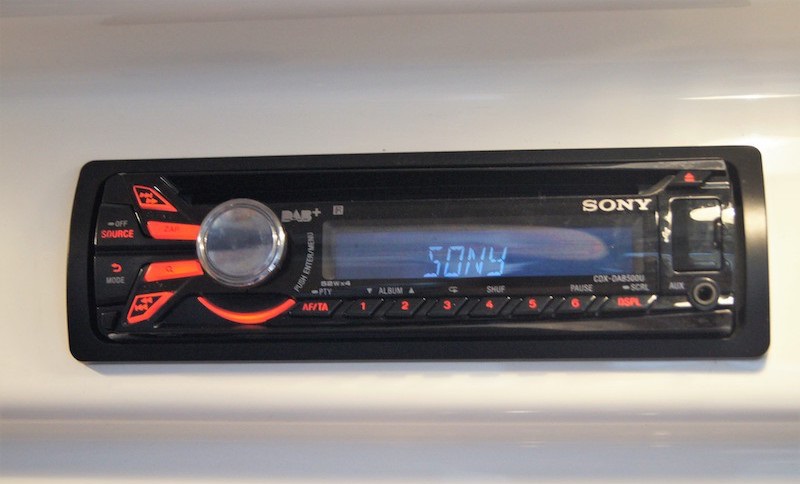 SONY
DAB+
OFF
SOURCE
DAB
PUSH ENTER/MENU
SONY
MODE
52W×4
CDX-DAB500U
PTY
▼ ALBUM ▲
SHUF
PAUSE
SCRL
AUX
AF/TA 1 2 3 4 5 6 DSPL